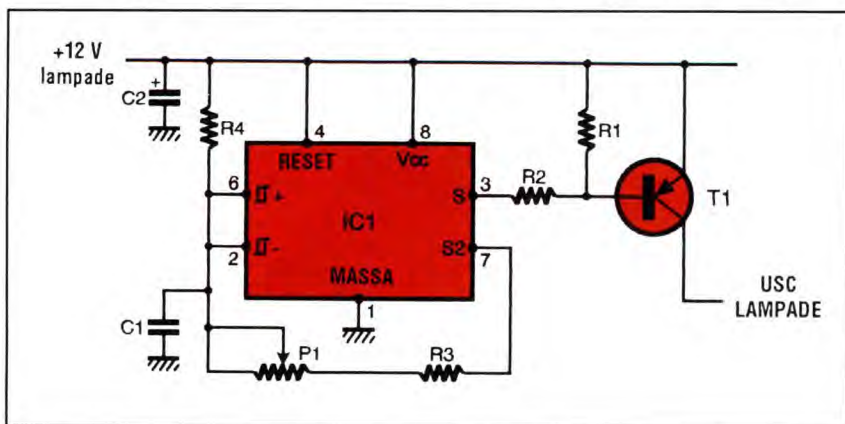 +12 V
lampade
C2
+
R4
4
8
R1
RESET
Vcc
6
+
3
R2
S
T1
IC1
2
-
S2
7
MASSA
1
USC
LAMPADE
C1
P1
R3